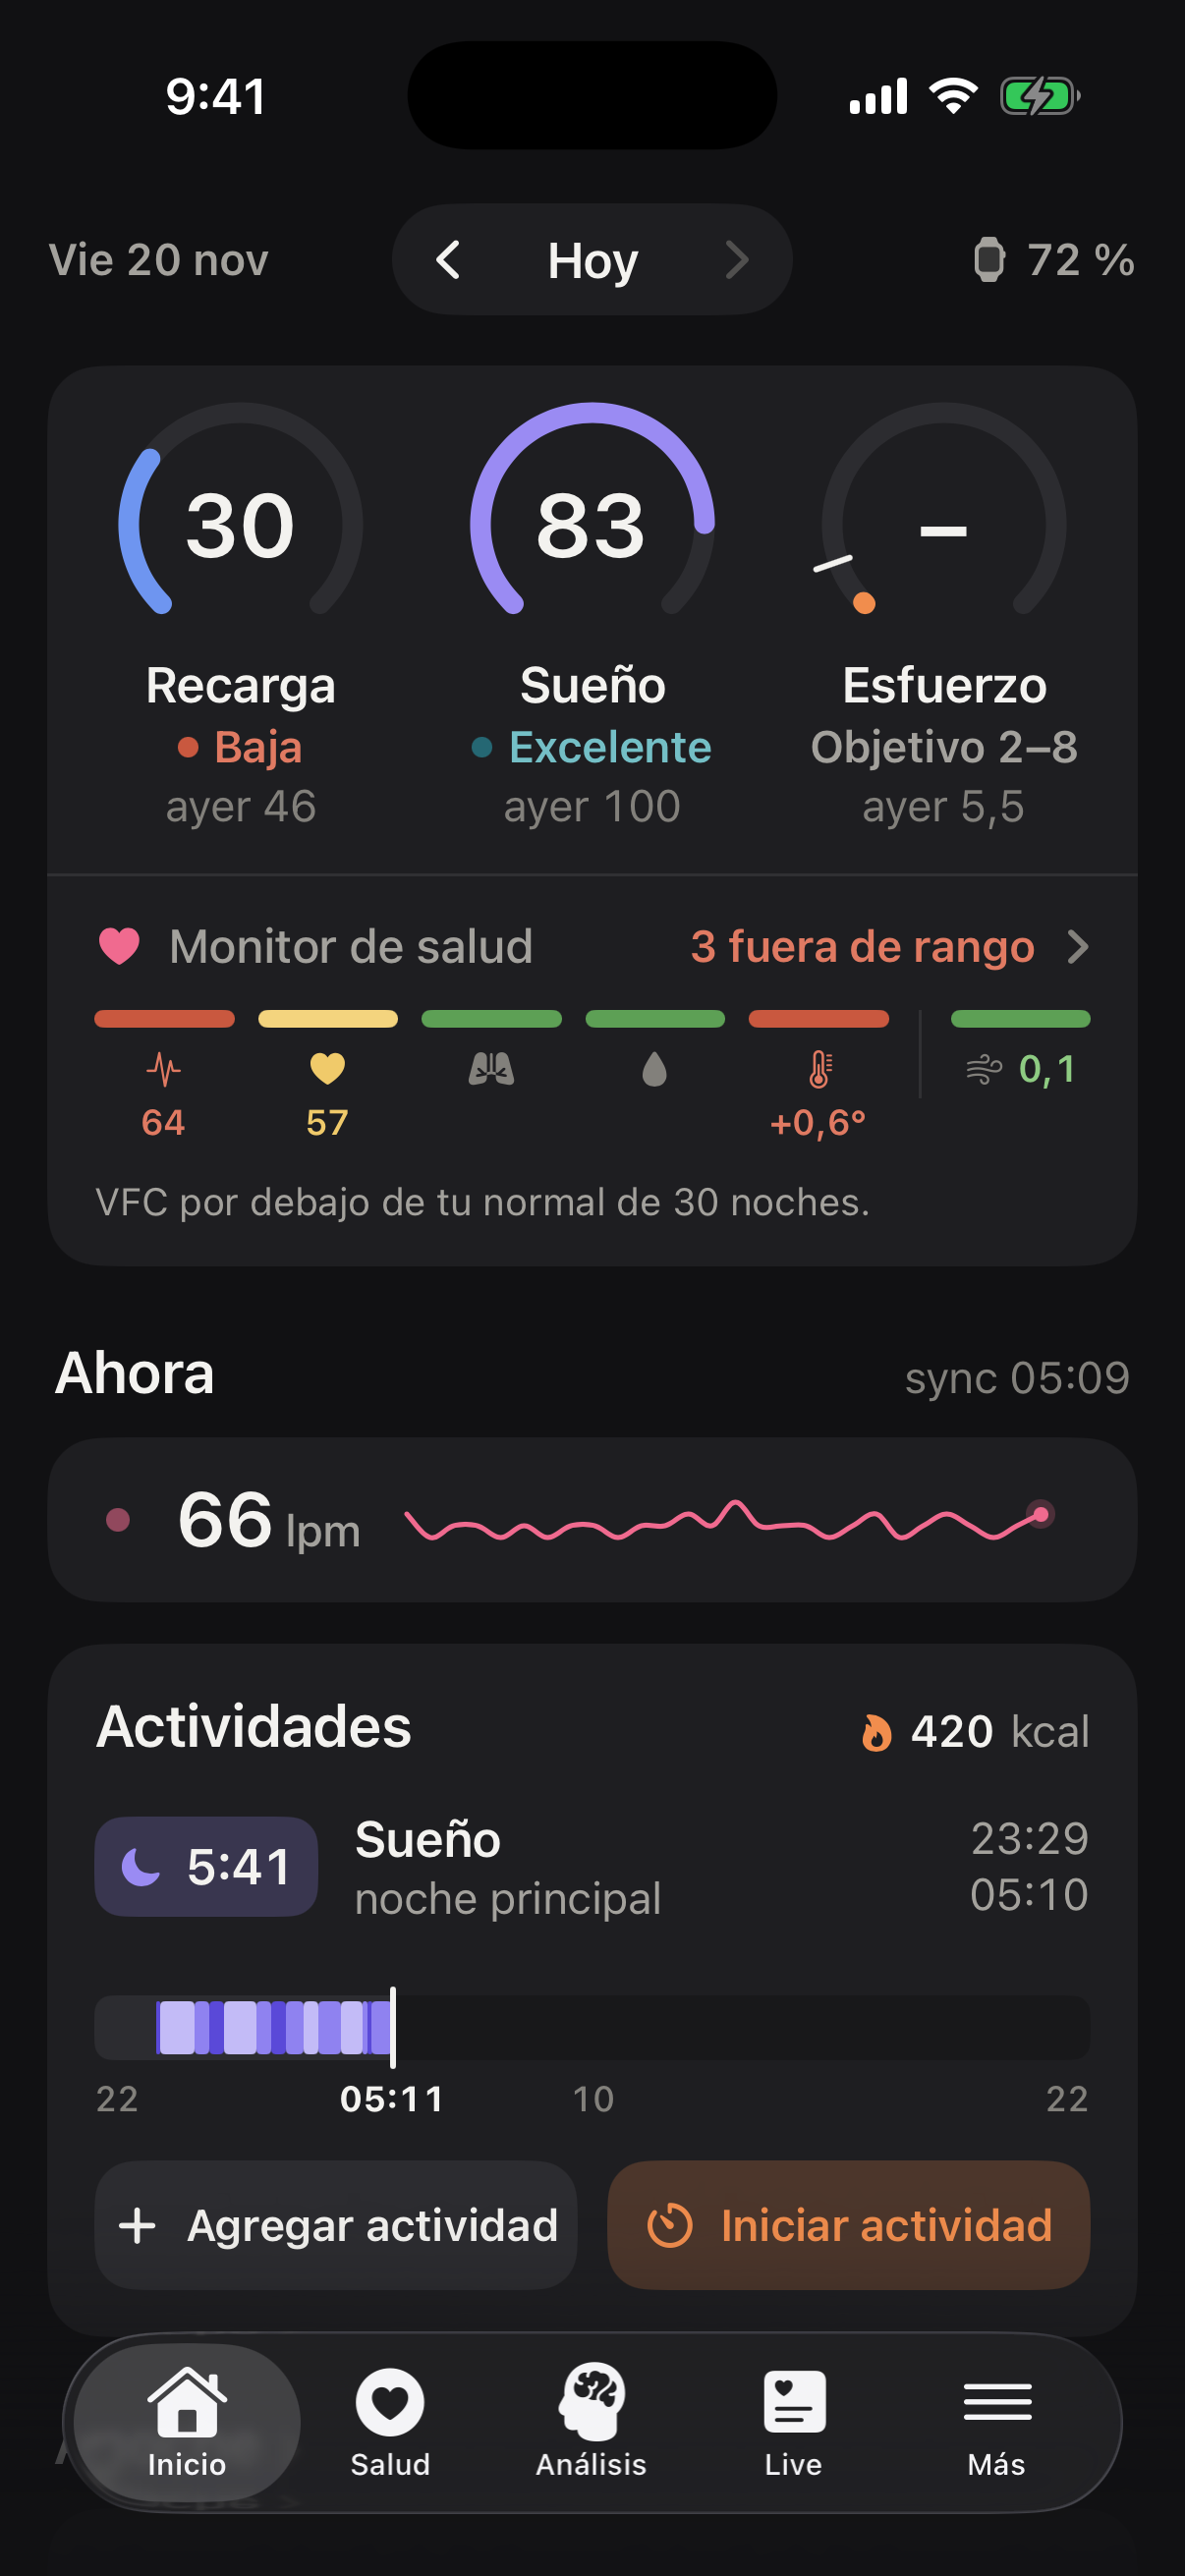 9:41
Vie 20 nov
Hoy
72 %
30
83
–
Recarga
Sueño
Esfuerzo
Baja
Excelente
Objetivo 2–8
ayer 46
ayer 100
ayer 5,5
Monitor de salud
3 fuera de rango
0,1
64
57
+0,6°
VFC por debajo de tu normal de 30 noches.
Ahora
sync 05:09
66 lpm
Actividades
420 kcal
5:41
Sueño
noche principal
23:29
05:10
22
05:11
10
22
Agregar actividad
Iniciar actividad
Inicio
Salud
Análisis
Live
Más